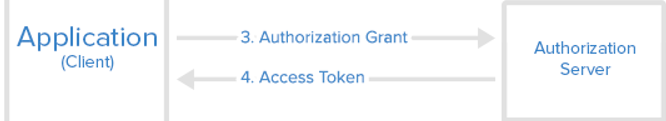 Application
(Client)
3. Authorization Grant
4. Access Token
Authorization
Server